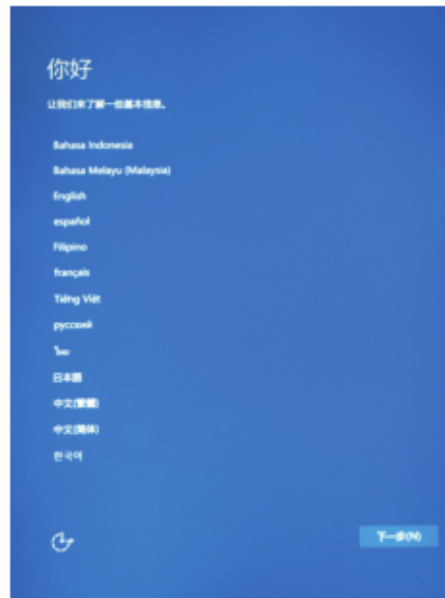 你好
让我们来了解一些基本信息。
Bahasa Indonesia
Bahasa Melayu (Malaysia)
English
español
Filipino
français
Tiếng Việt
русский
ไทย
日本語
中文(繁體)
中文(简体)
한국어
下一步(N)